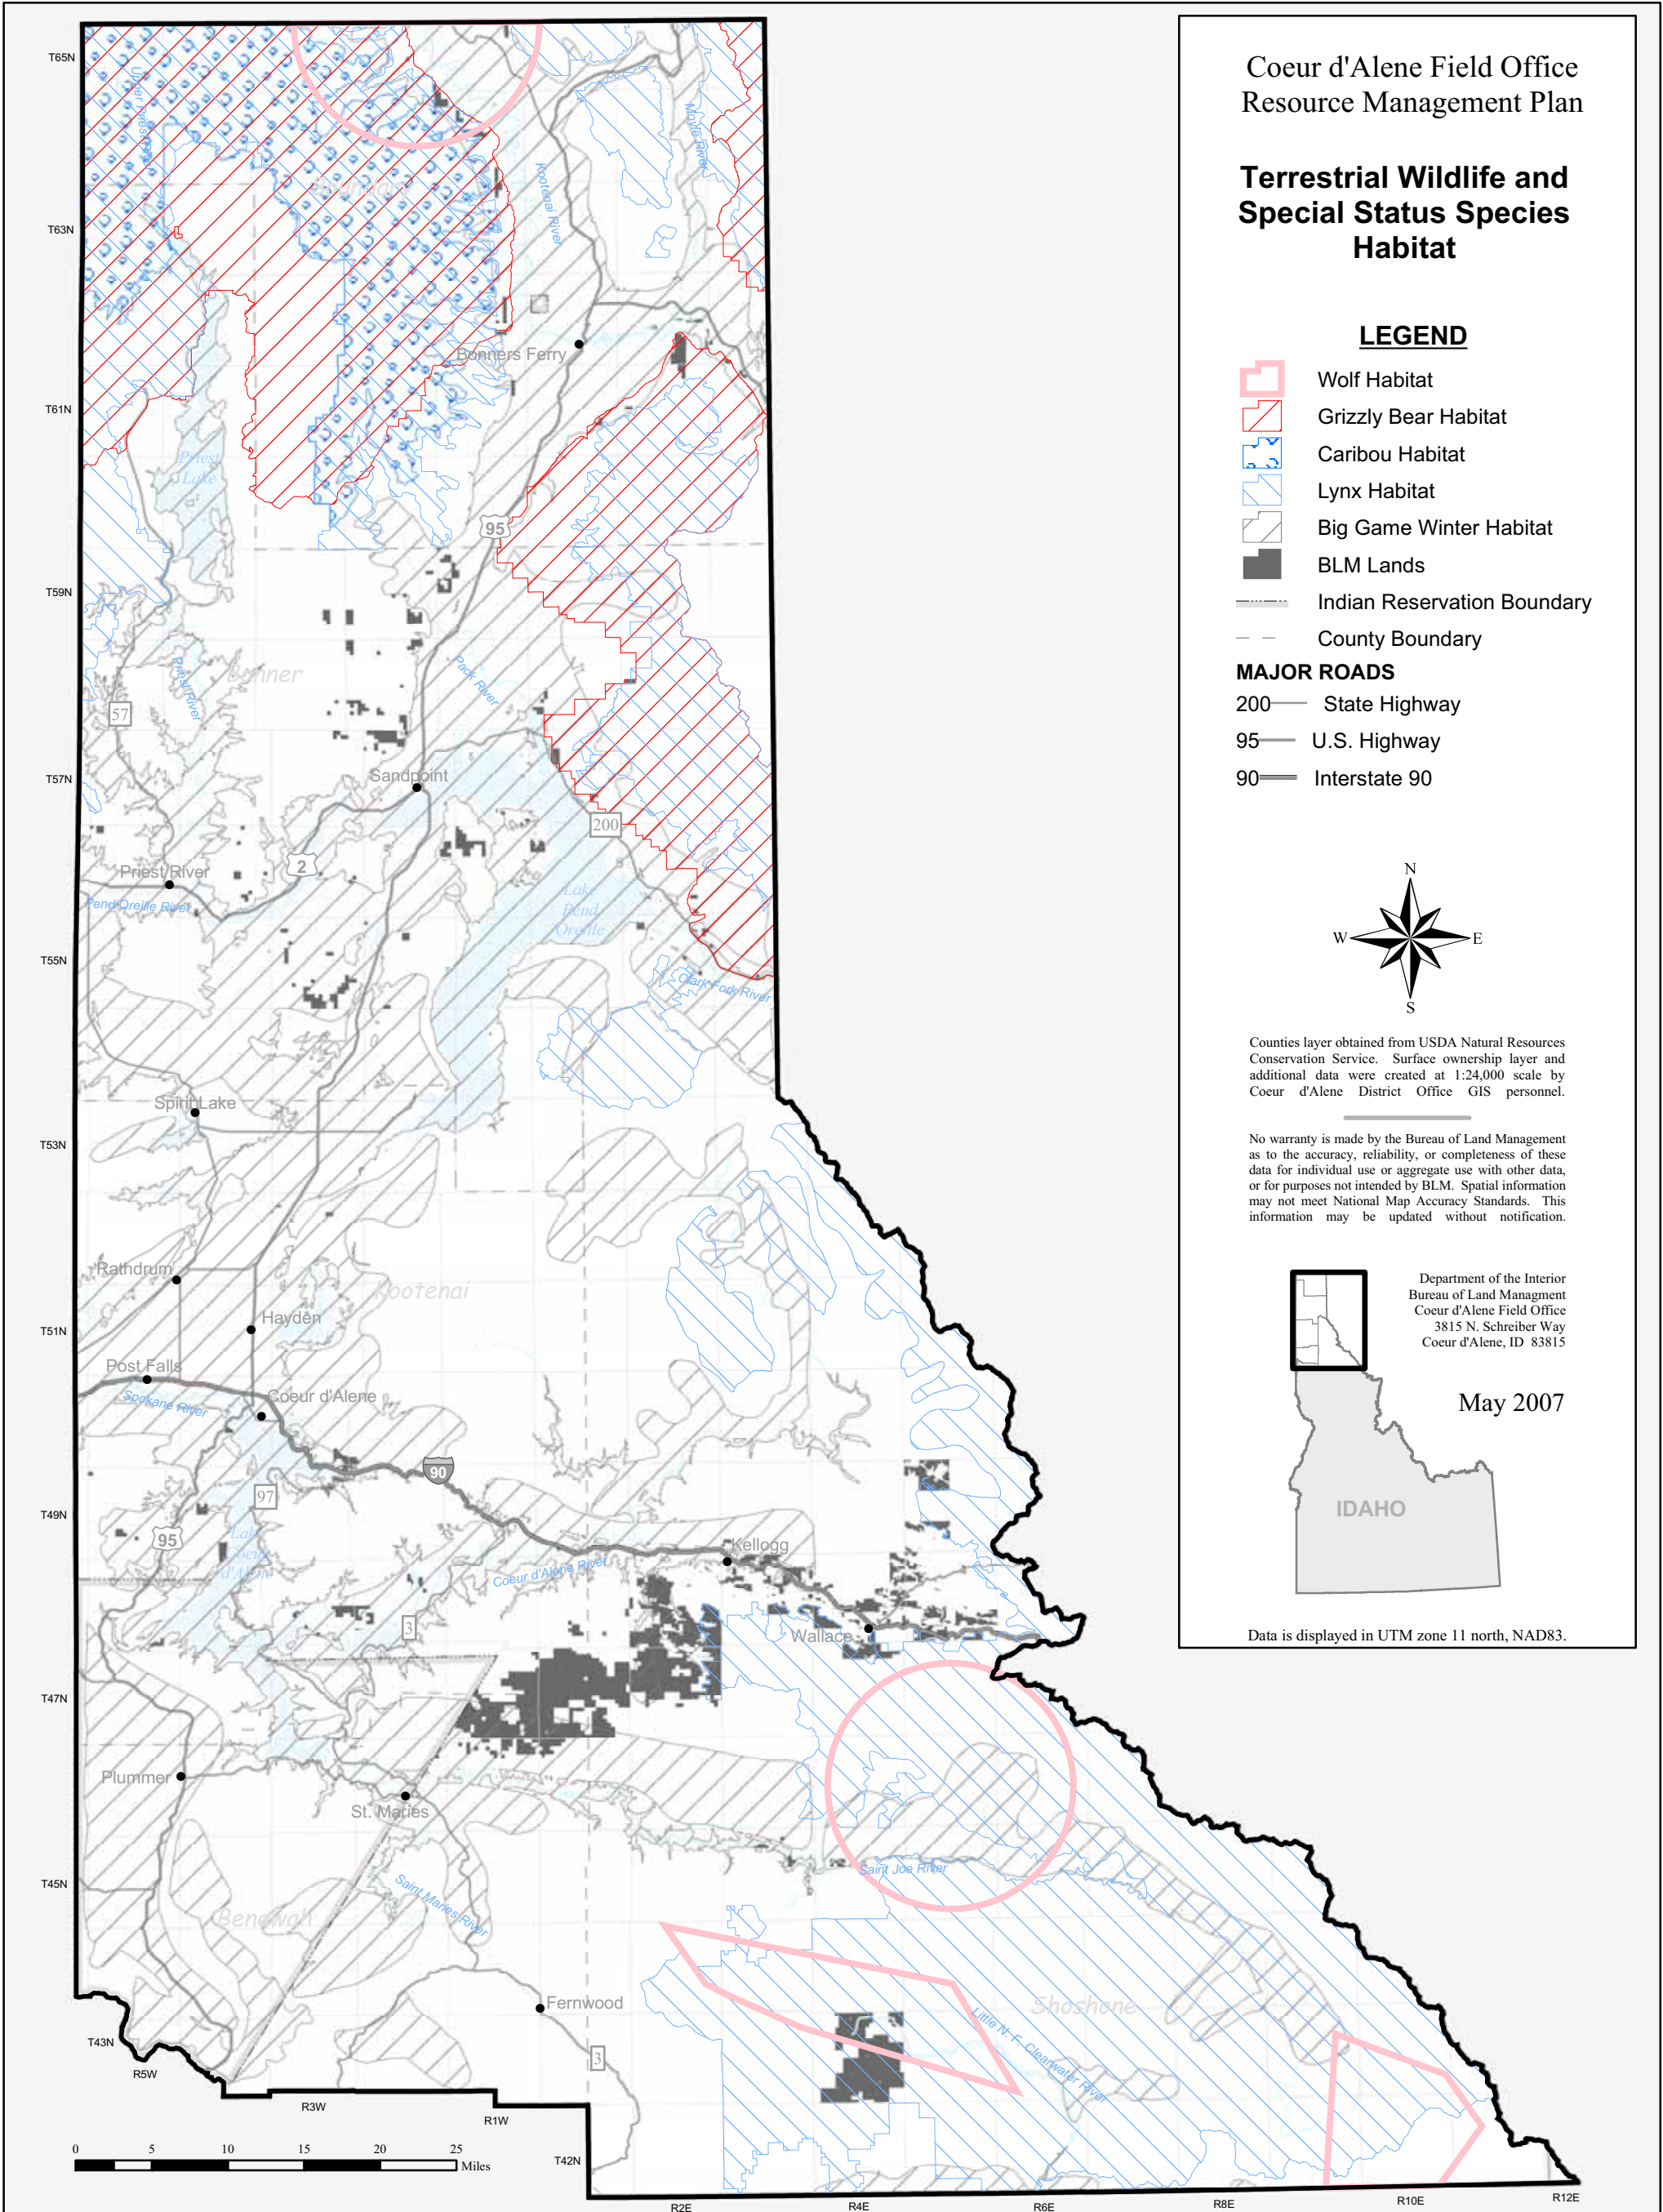 Coeur d'Alene Field Office
Resource Management Plan
Terrestrial Wildlife and
Special Status Species
Habitat
LEGEND
Wolf Habitat
Grizzly Bear Habitat
Caribou Habitat
Lynx Habitat
Big Game Winter Habitat
BLM Lands
Indian Reservation Boundary
County Boundary
MAJOR ROADS
200 State Highway
95 U.S. Highway
90 Interstate 90
N
W E
S
Counties layer obtained from USDA Natural Resources
Conservation Service. Surface ownership layer and
additional data were created at 1:24,000 scale by
Coeur d'Alene District Office GIS personnel.
No warranty is made by the Bureau of Land Management
as to the accuracy, reliability, or completeness of these
data for individual use or aggregate use with other data,
or for purposes not intended by BLM. Spatial information
may not meet National Map Accuracy Standards. This
information may be updated without notification.
Department of the Interior
Bureau of Land Managment
Coeur d'Alene Field Office
3815 N. Schreiber Way
Coeur d'Alene, ID 83815
May 2007
IDAHO
Data is displayed in UTM zone 11 north, NAD83.
T65N
Upper Priest
Moyie River
Boundary
Kootenai River
T63N
Bonners Ferry
T61N
Priest
Lake
95
T59N
Bonner
Priest River
Pack River
57
T57N
Sandpoint
200
2
Priest River
Pend Oreille River
Lake
Pend
Oreille
T55N
Clark Fork River
Spirit Lake
T53N
Rathdrum
Kootenai
Hayden
T51N
Post Falls
Spokane River
Coeur d'Alene
90
97
T49N
95
Lake
Coeur
d'Alene
Kellogg
Coeur d'Alene River
3
Wallace
T47N
Plummer
St. Maries
Saint Joe River
T45N
Saint Maries River
Benewah
Shoshone
Fernwood
Little N. F. Clearwater River
T43N
3
R5W
R3W
R1W
T42N
0 5 10 15 20 25
Miles
R2E
R4E
R6E
R8E
R10E
R12E